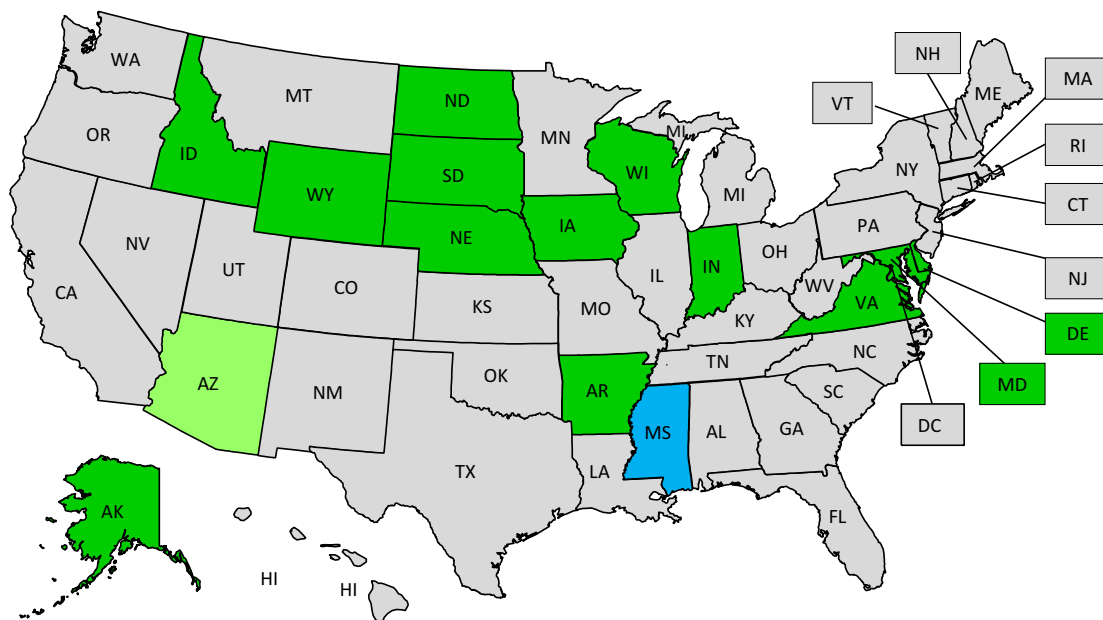 NH
WA
ME
MA
MT
ND
VT
MN
MI
OR
RI
ID
NY
SD
WI
MI
WY
CT
PA
IA
NE
NV
OH
UT
IN
IL
NJ
CO
WV
CA
VA
KS
MO
KY
DE
NC
TN
OK
AZ
MD
NM
AR
SC
DC
MS
AL
GA
TX
LA
AK
FL
HI
HI